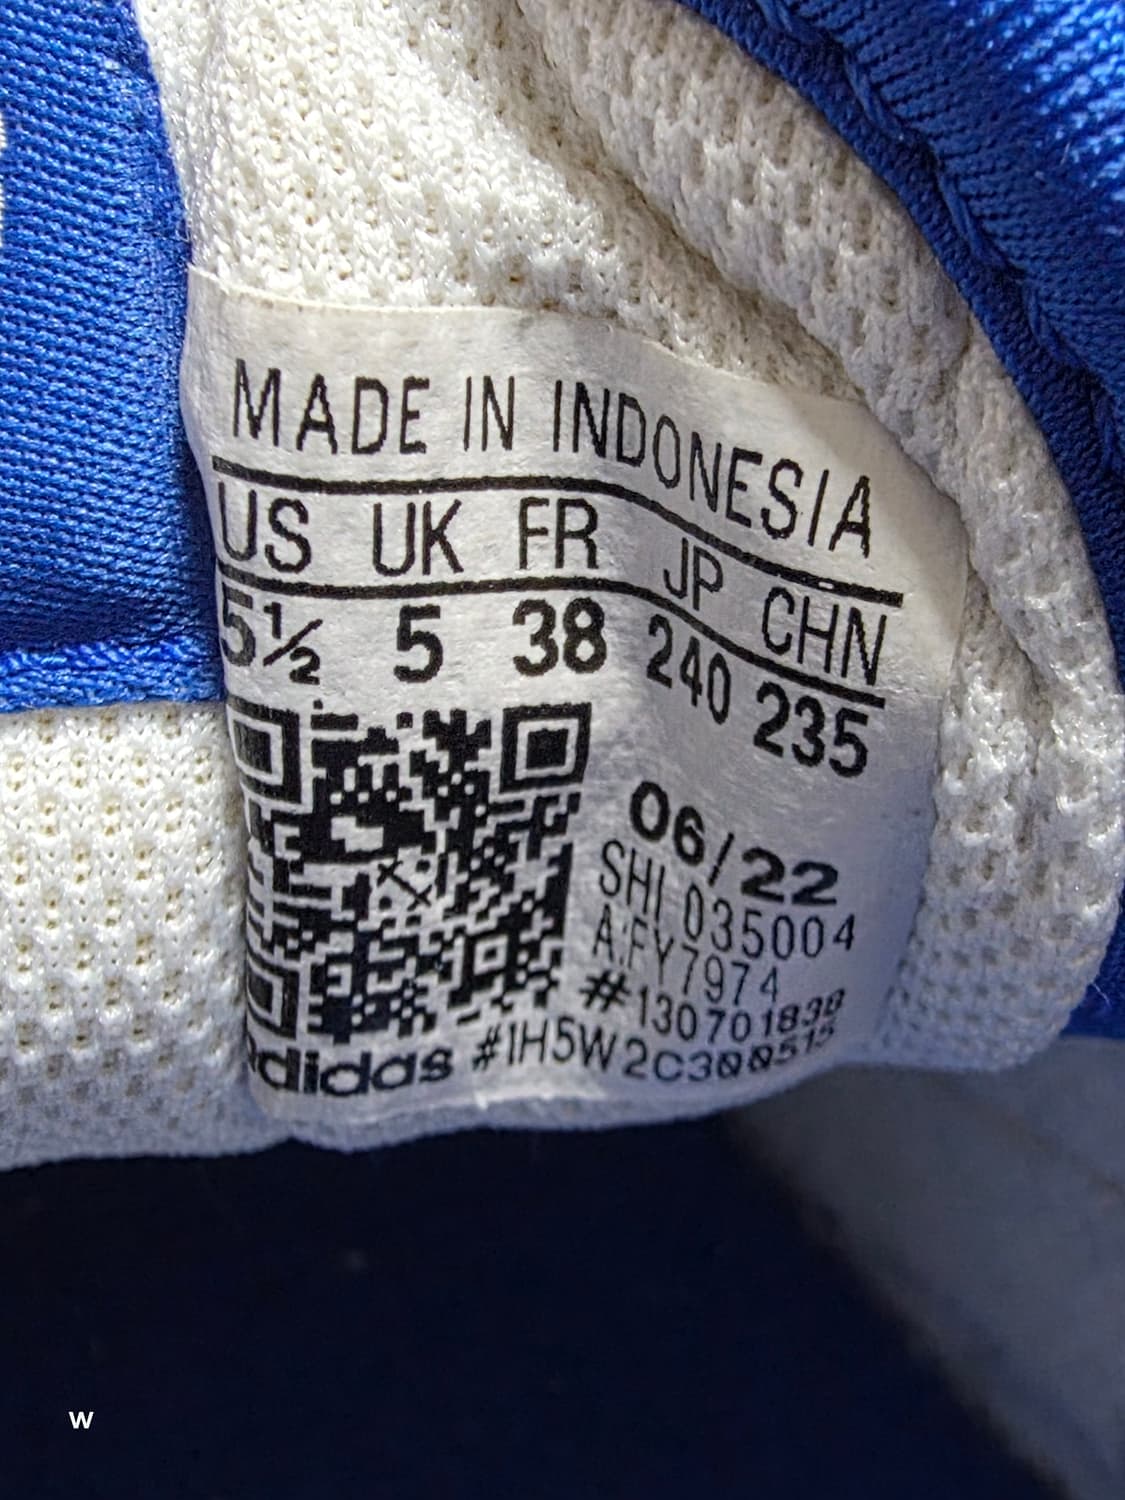 MADE IN INDONESIA
US UK FR JP CHN
5½ 5 38 240 235
06/22
SHI 035004
A:FY7974
#130701838
adidas #1H5W2C300515
W